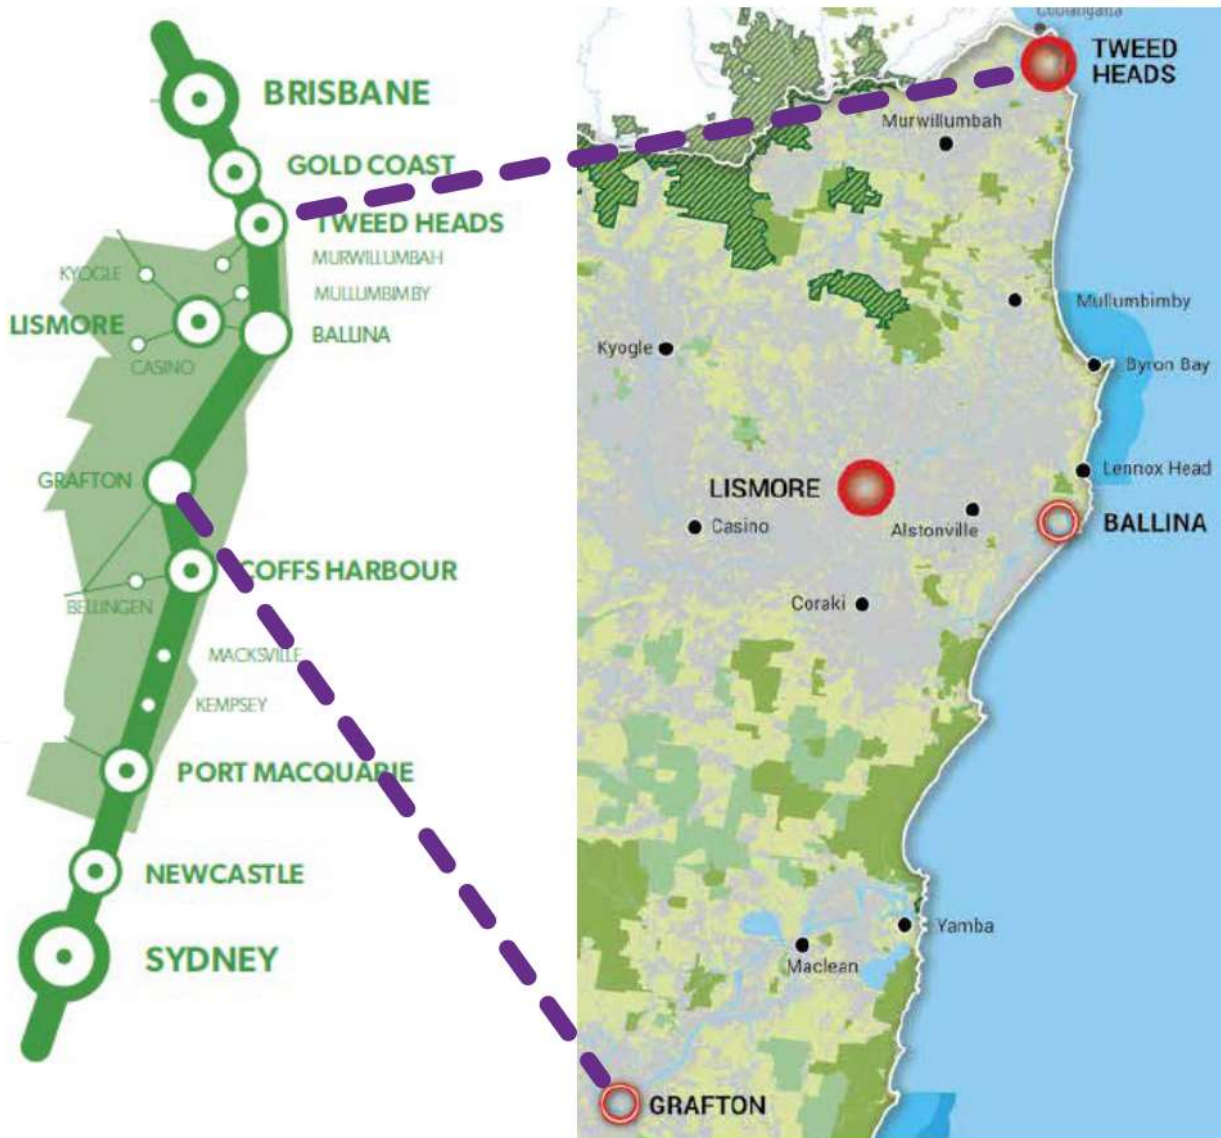 BRISBANE
GOLD COAST
TWEED HEADS
MURWILLUMBAH
KYOGLE
MULLUMBIMBY
LISMORE
BALLINA
CASINO
GRAFTON
COFFS HARBOUR
BELLINGEN
MACKSVILLE
KEMPSEY
PORT MACQUARIE
NEWCASTLE
SYDNEY
Coolangatta
TWEED
HEADS
Murwillumbah
Mullumbimby
Kyogle
Byron Bay
Lennox Head
LISMORE
Casino
Alstonville
BALLINA
Coraki
Yamba
Maclean
GRAFTON